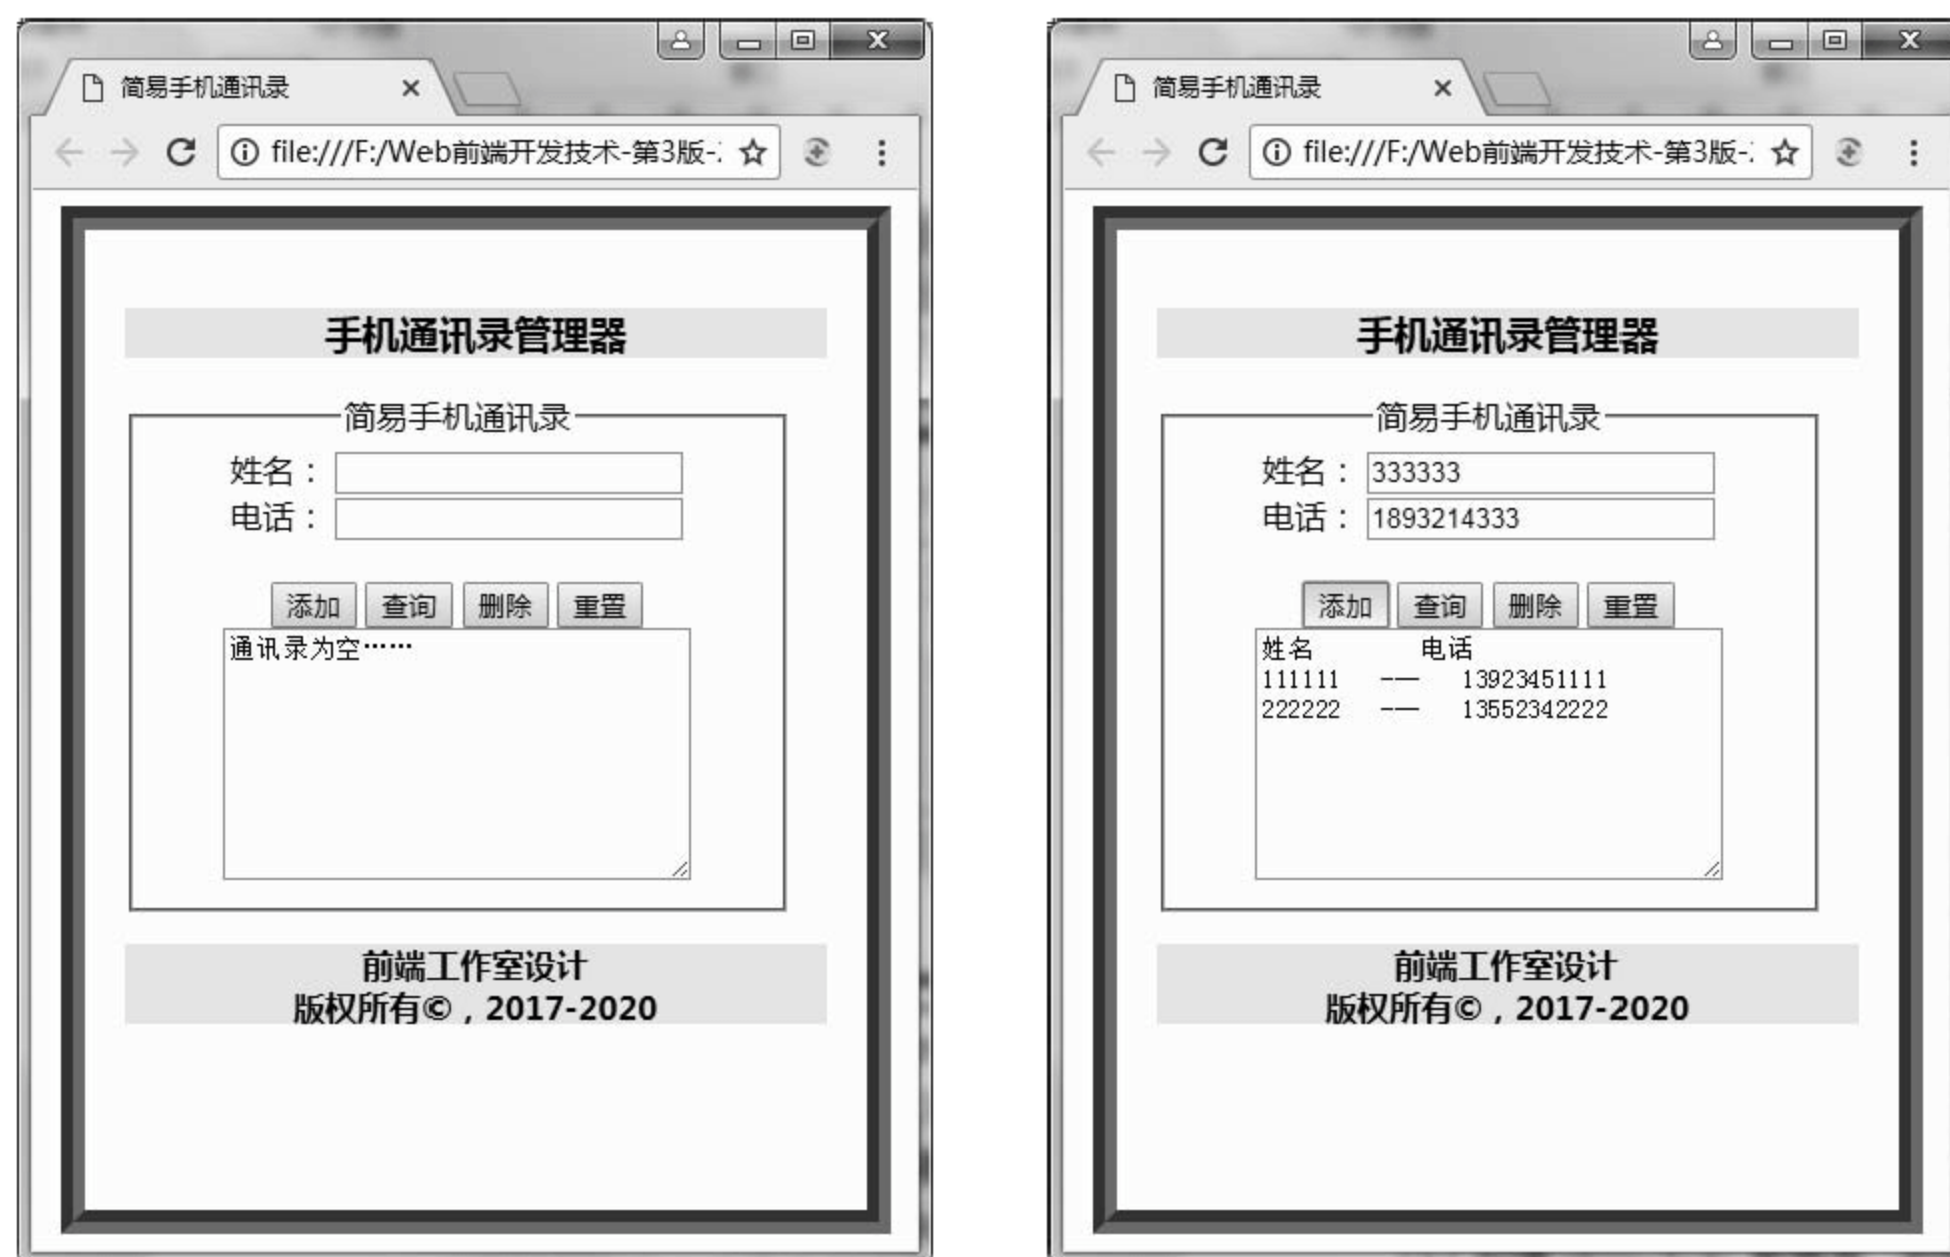 简易手机通讯录
file:///F:/Web前端开发技术-第3版-
手机通讯录管理器
简易手机通讯录
姓名：
电话：
添加 查询 删除 重置
通讯录为空……
前端工作室设计
版权所有©，2017-2020
简易手机通讯录
file:///F:/Web前端开发技术-第3版-
手机通讯录管理器
简易手机通讯录
姓名： 333333
电话： 1893214333
添加 查询 删除 重置
姓名 电话
111111 -—— 13923451111
222222 -—— 13552342222
前端工作室设计
版权所有©，2017-2020